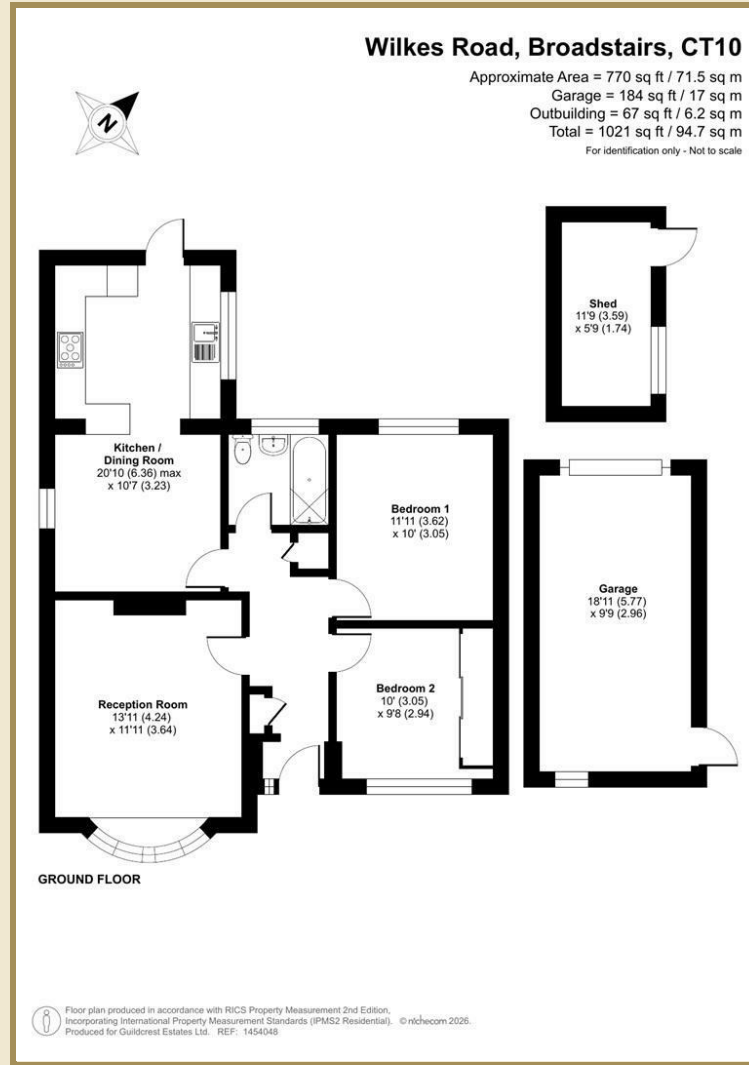 Wilkes Road, Broadstairs, CT10
Approximate Area = 770 sq ft / 71.5 sq m
Garage = 184 sq ft / 17 sq m
Outbuilding = 67 sq ft / 6.2 sq m
Total = 1021 sq ft / 94.7 sq m
For identification only - Not to scale
N
Shed
11'9 (3.59)
x 5'9 (1.74)
Kitchen /
Dining Room
20'10 (6.36) max
x 10'7 (3.23)
Bedroom 1
11'11 (3.62)
x 10' (3.05)
Garage
18'11 (5.77)
x 9'9 (2.96)
Reception Room
13'11 (4.24)
x 11'11 (3.64)
Bedroom 2
10' (3.05)
x 9'8 (2.94)
GROUND FLOOR
Floor plan produced in accordance with RICS Property Measurement 2nd Edition,
Incorporating International Property Measurement Standards (IPMS2 Residential). © nichecom 2026.
Produced for Guildcrest Estates Ltd. REF: 1454048